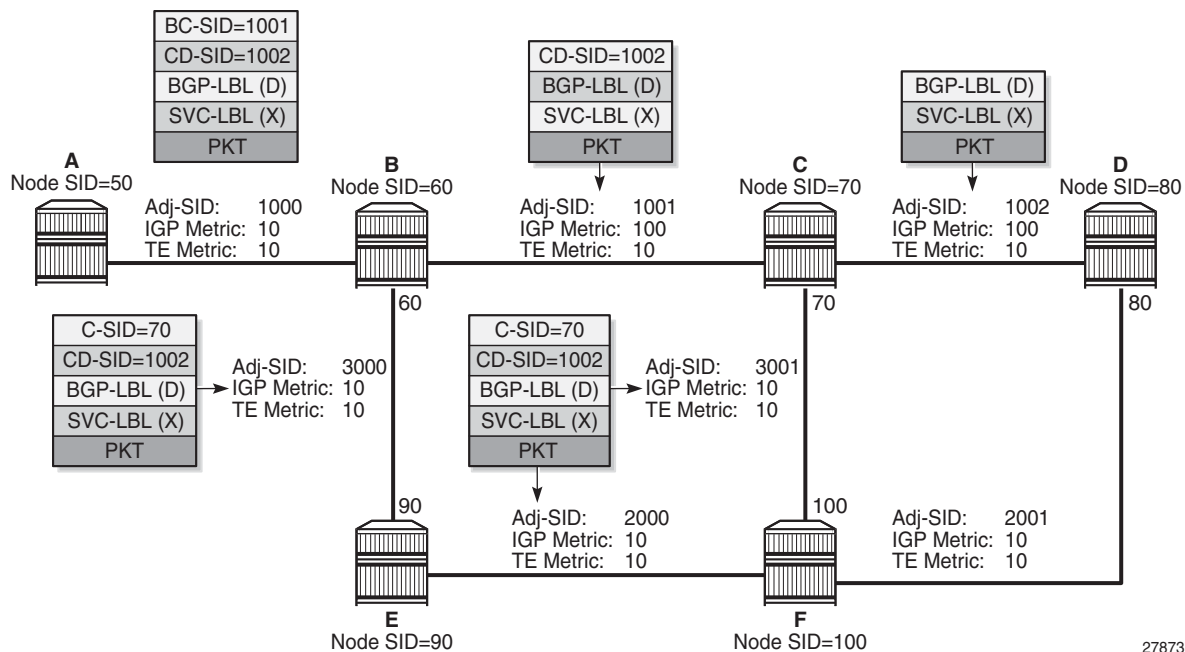 BC-SID=1001
CD-SID=1002
BGP-LBL (D)
SVC-LBL (X)
PKT
CD-SID=1002
BGP-LBL (D)
SVC-LBL (X)
PKT
BGP-LBL (D)
SVC-LBL (X)
PKT
A
Node SID=50
B
Node SID=60
C
Node SID=70
D
Node SID=80
Adj-SID: 1000
IGP Metric: 10
TE Metric: 10
Adj-SID: 1001
IGP Metric: 100
TE Metric: 10
Adj-SID: 1002
IGP Metric: 100
TE Metric: 10
60
70
80
C-SID=70
CD-SID=1002
BGP-LBL (D)
SVC-LBL (X)
PKT
Adj-SID: 3000
IGP Metric: 10
TE Metric: 10
C-SID=70
CD-SID=1002
BGP-LBL (D)
SVC-LBL (X)
PKT
Adj-SID: 3001
IGP Metric: 10
TE Metric: 10
90
100
Adj-SID: 2000
IGP Metric: 10
TE Metric: 10
Adj-SID: 2001
IGP Metric: 10
TE Metric: 10
E
Node SID=90
F
Node SID=100
27873